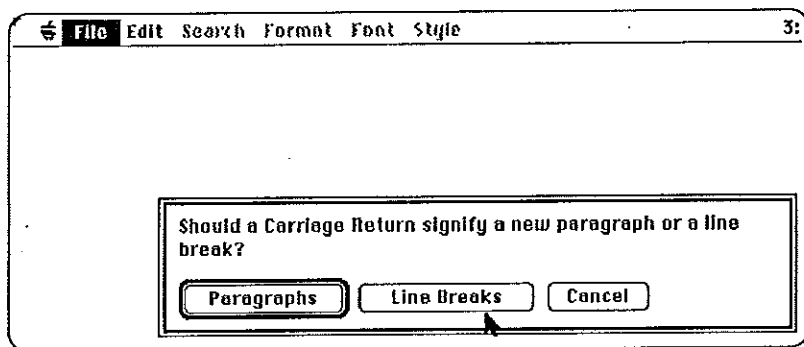 File Edit Search Format Font Style 3:
Should a Carriage Return signify a new paragraph or a line
break?
Paragraphs Line Breaks Cancel